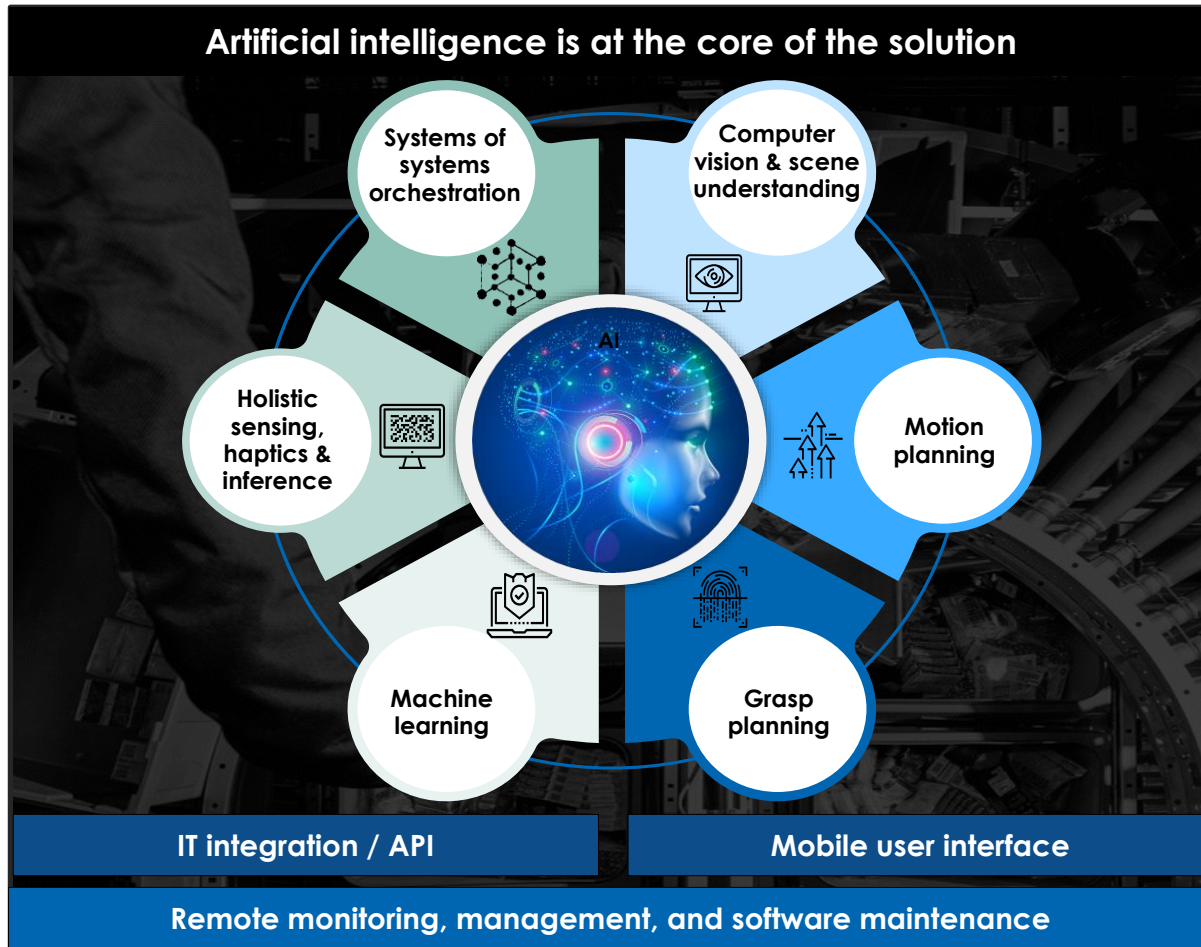 Artificial intelligence is at the core of the solution
Systems of
systems
orchestration
Computer
vision & scene
understanding
AI
Holistic
sensing,
haptics &
inference
Motion
planning
Machine
learning
Grasp
planning
IT integration / API
Mobile user interface
Remote monitoring, management, and software maintenance